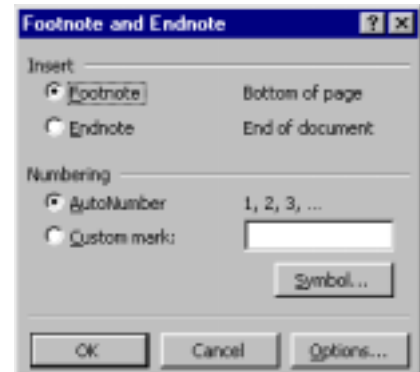 Footnote and Endnote
Insert
Footnote Bottom of page
Endnote End of document
Numbering
AutoNumber 1, 2, 3, ...
Custom mark:
Symbol...
OK Cancel Options...